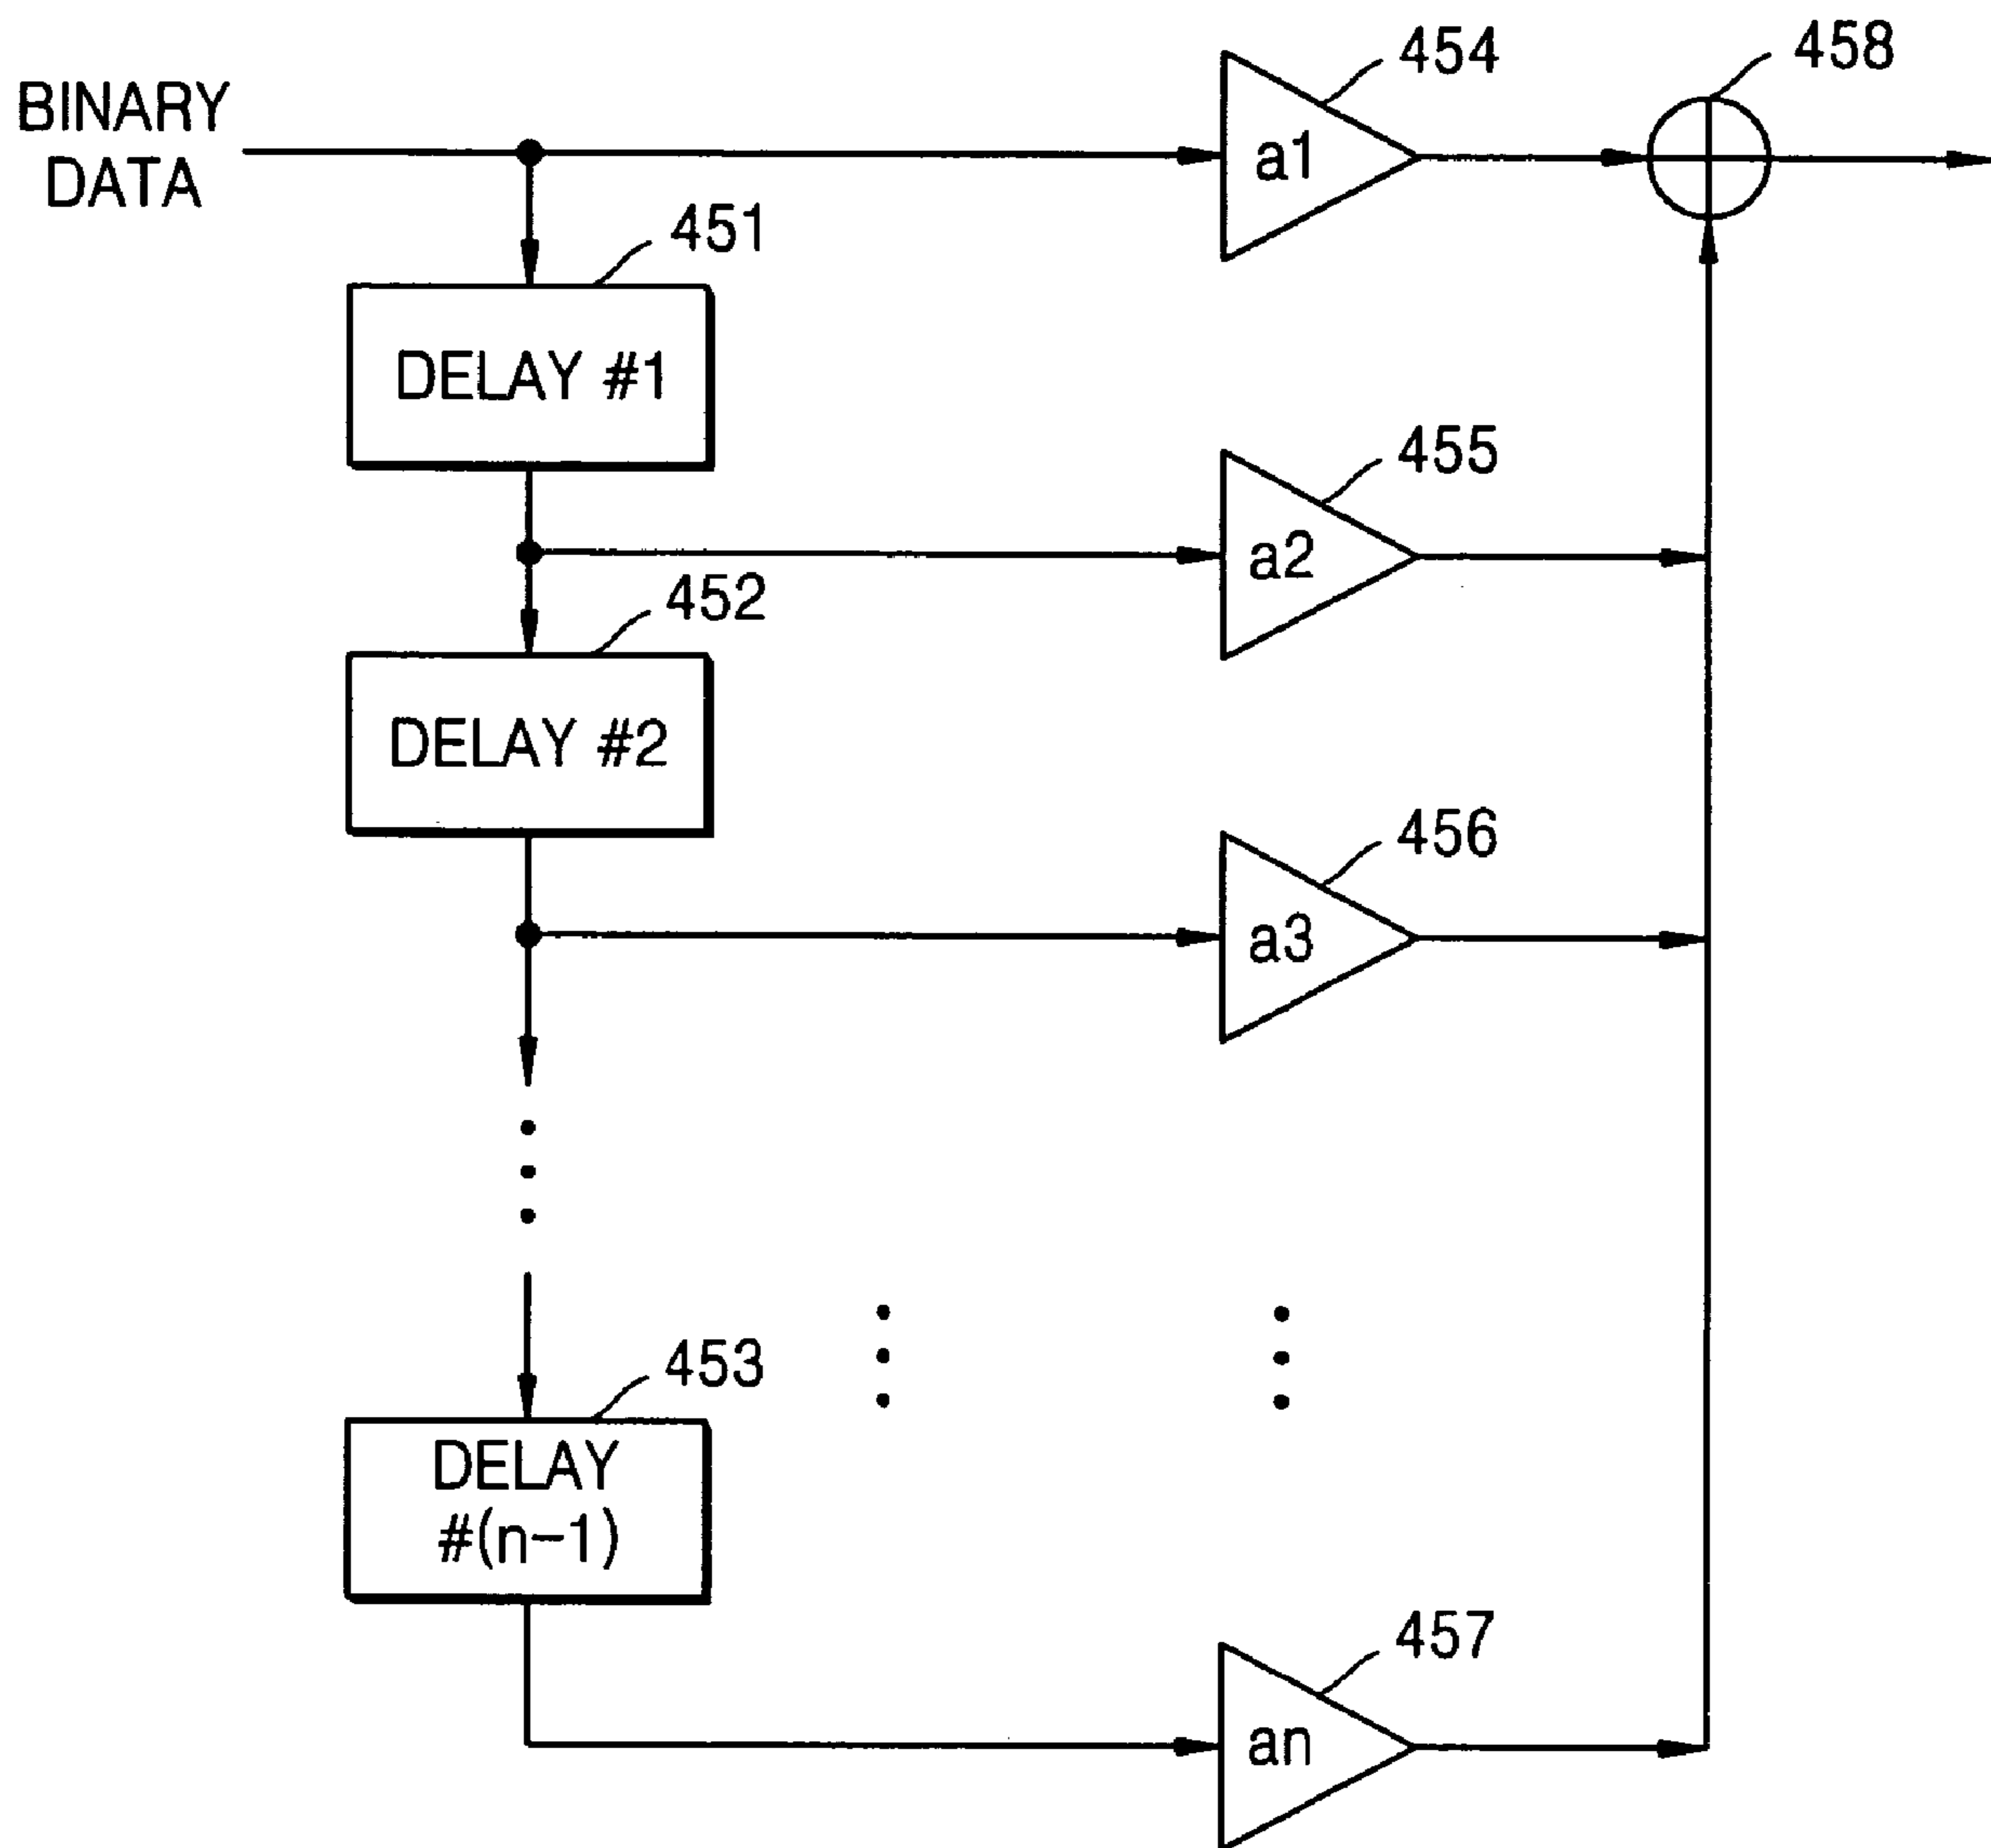 BINARY
DATA
454
458
a1
451
DELAY #1
455
a2
452
DELAY #2
456
a3
453
DELAY
#(n-1)
457
an